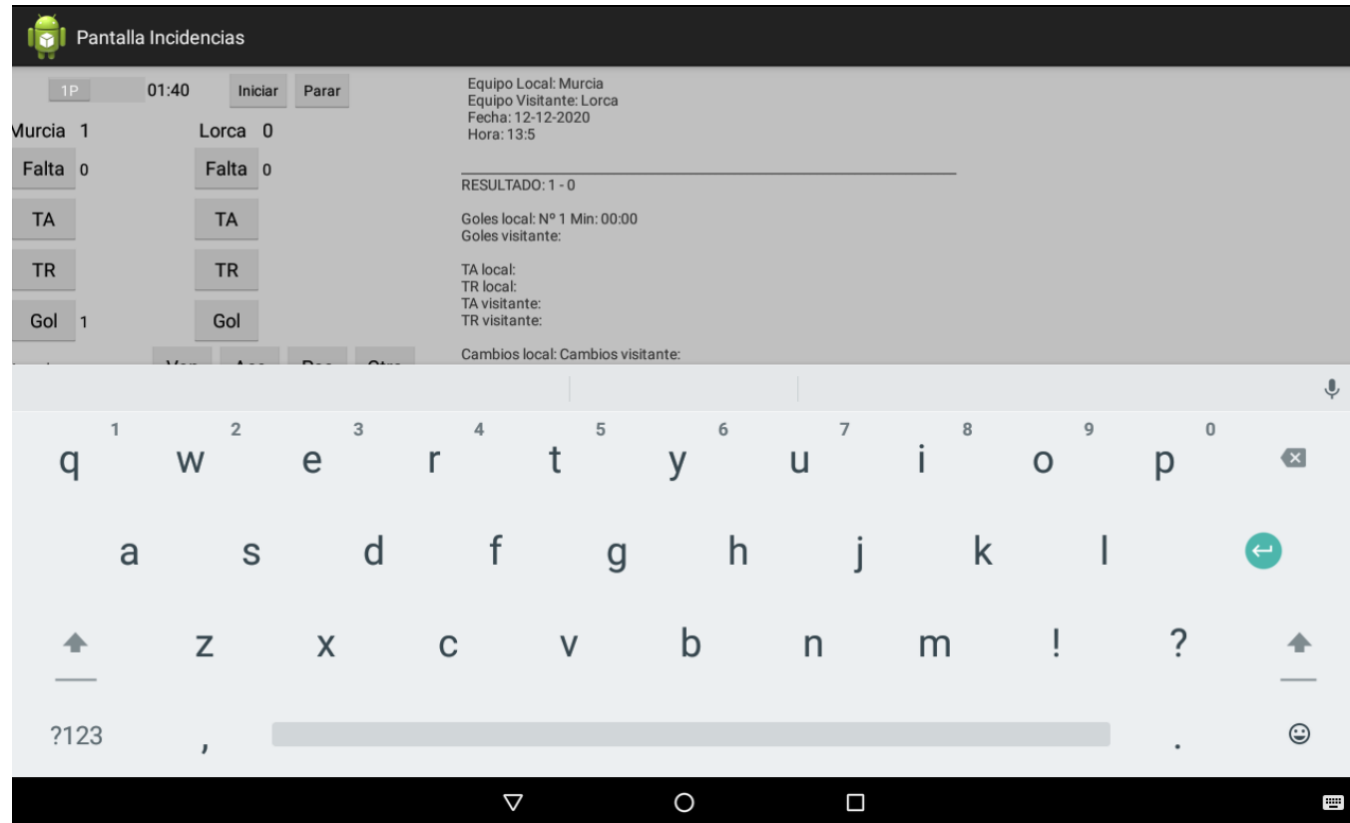 Pantalla Incidencias
1P 01:40 Iniciar Parar
Murcia 1 Lorca 0
Falta 0 Falta 0
TA TA
TR TR
Gol 1 Gol
Equipo Local: Murcia
Equipo Visitante: Lorca
Fecha: 12-12-2020
Hora: 13:5
RESULTADO: 1 - 0
Goles local: Nº 1 Min: 00:00
Goles visitante:
TA local:
TR local:
TA visitante:
TR visitante:
Cambios local: Cambios visitante:
1 2 3 4 5 6 7 8 9 0
q w e r t y u i o p
a s d f g h j k l
z x c v b n m ! ?
?123 , .